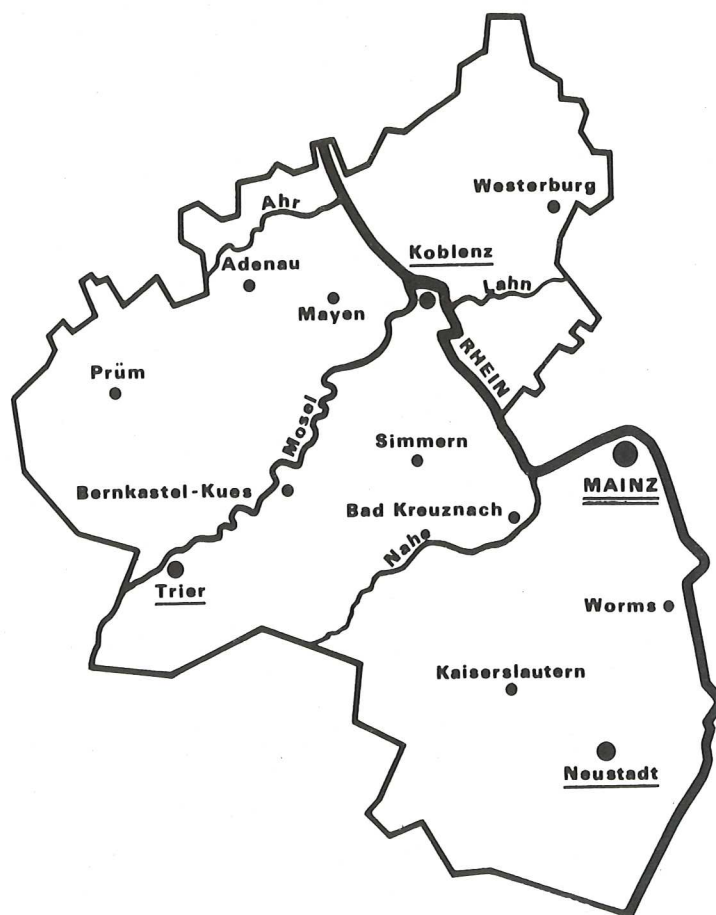 Westerburg
Ahr
Koblenz
Adenau
Lahn
Mayen
RHEIN
Prüm
Mosel
Simmern
MAINZ
Bernkastel-Kues
Bad Kreuznach
Nahe
Trier
Worms
Kaiserslautern
Neustadt